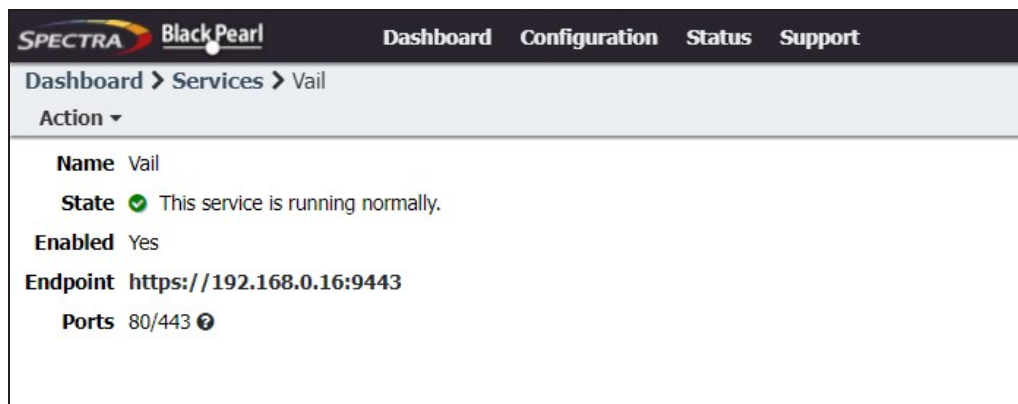 SPECTRA BlackPearl Dashboard Configuration Status Support
Dashboard > Services > Vail
Action
Name Vail
State This service is running normally.
Enabled Yes
Endpoint https://192.168.0.16:9443
Ports 80/443 ?